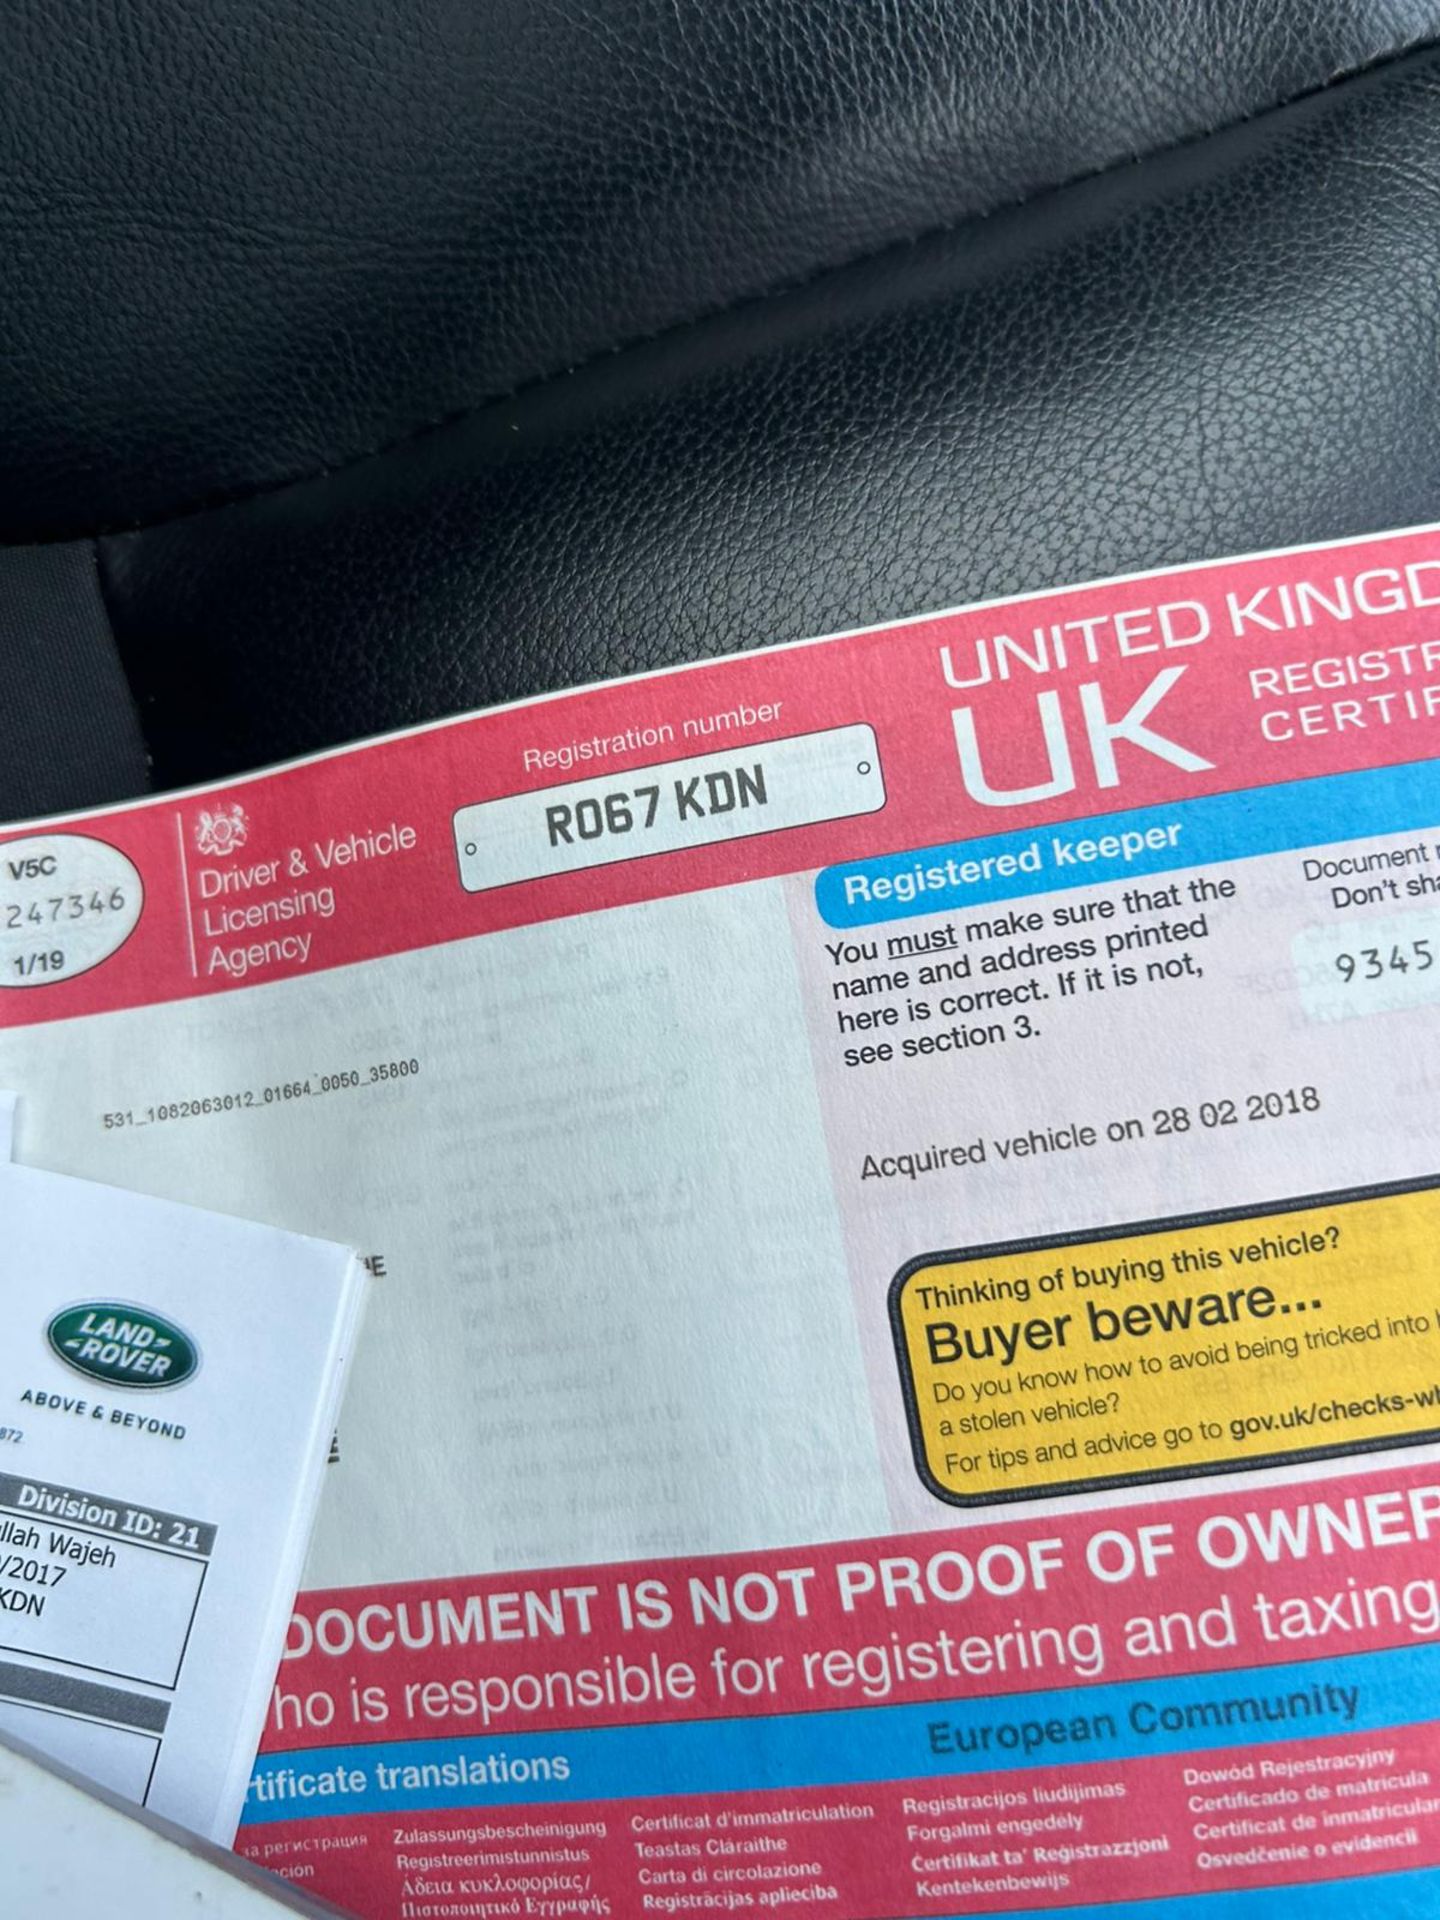 UNITED KINGD
UK
REGISTR
CERTIF
Registration number
RO67 KDN
V5C
247346
1/19
Driver & Vehicle
Licensing
Agency
Registered keeper
You must make sure that the
name and address printed
here is correct. If it is not,
see section 3.
Document
Don't sha
9345
531_1082063012_01664_0050_35800
Acquired vehicle on 28 02 2018
Thinking of buying this vehicle?
Buyer beware...
Do you know how to avoid being tricked into
a stolen vehicle?
For tips and advice go to gov.uk/checks-wh
LAND
ROVER
ABOVE & BEYOND
872
Division ID: 21
llah Wajeh
/2017
KDN
DOCUMENT IS NOT PROOF OF OWNER
ho is responsible for registering and taxing
tificate translations
European Community
регистрация
ción
Zulassungsbescheinigung
Registreerimistunnistus
Άδεια κυκλοφορίας/
Πιστοποιητικό Εγγραφής
Certificat d'immatriculation
Teastas Cláraithe
Carta di circolazione
Registrācijas apliecība
Registracijos liudijimas
Forgalmi engedély
Ċertifikat ta' Reġistrazzjoni
Kentekenbewijs
Dowód Rejestracyjny
Certificado de matrícula
Certificat de inmatricular
Osvedčenie o evidencii